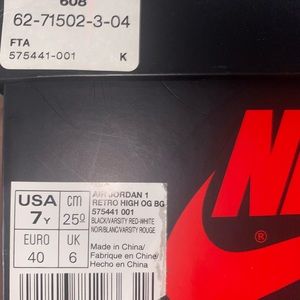 608
62-71502-3-04
FTA
575441-001 K
AIR JORDAN 1
RETRO HIGH OG BG
575441 001
BLACK/VARSITY RED-WHITE
NOIR/BLANC/VARSITY ROUGE
USA cm
7Y 25º
EURO UK
40 6
Made in China/
Fabrique en Chine/
Hecho en China
NI
®